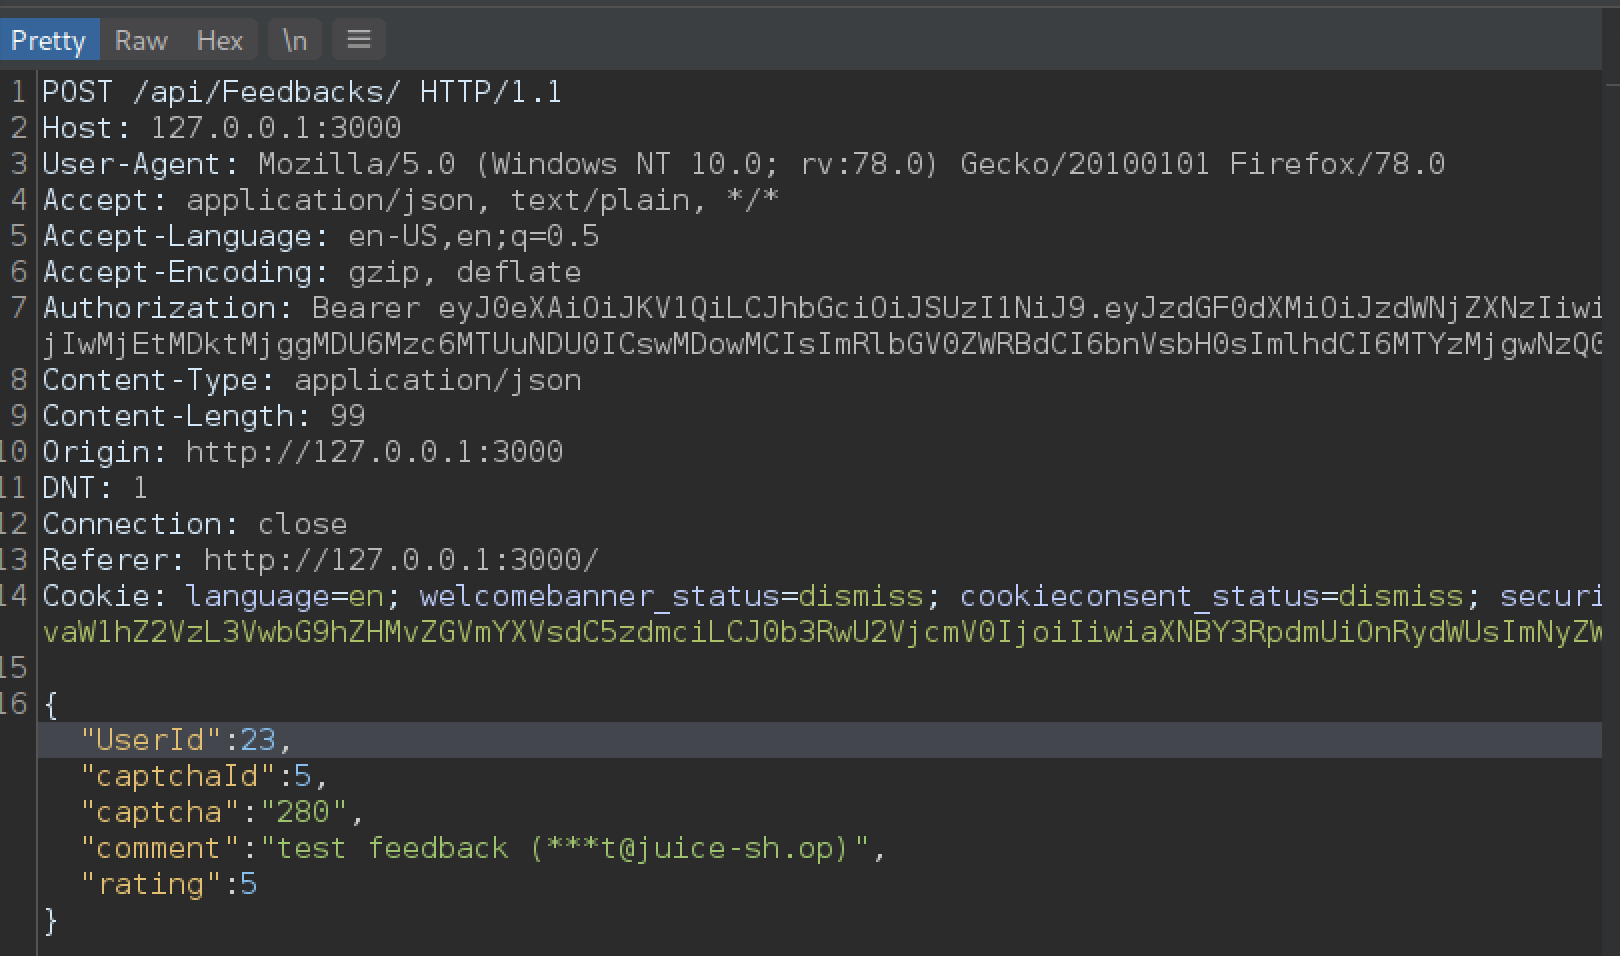 Pretty Raw Hex \n ≡
1 POST /api/Feedbacks/ HTTP/1.1
2 Host: 127.0.0.1:3000
3 User-Agent: Mozilla/5.0 (Windows NT 10.0; rv:78.0) Gecko/20100101 Firefox/78.0
4 Accept: application/json, text/plain, */*
5 Accept-Language: en-US,en;q=0.5
6 Accept-Encoding: gzip, deflate
7 Authorization: Bearer eyJ0eXAiOiJKV1QiLCJhbGciOiJSUzI1NiJ9.eyJzdGF0dXMiOiJzdWNjZXNzIiwi
jIwMjEtMDktMjggMDU6Mzc6MTUuNDU0ICswMDowMCIsImRlbGV0ZWRBdCI6bnVsbH0sImlhdCI6MTYzMjgwNzQ0
8 Content-Type: application/json
9 Content-Length: 99
10 Origin: http://127.0.0.1:3000
11 DNT: 1
12 Connection: close
13 Referer: http://127.0.0.1:3000/
14 Cookie: language=en; welcomebanner_status=dismiss; cookieconsent_status=dismiss; securi
vaW1hZ2VzL3VwbG9hZHMvZGVmYXVsdC5zdmciLCJ0b3RwU2VjcmV0IjoiIiwiaXNBY3RpdmUiOnRydWUsImNyZW
15
16 {
"UserId":23,
"captchaId":5,
"captcha":"280",
"comment":"test feedback (***t@juice-sh.op)",
"rating":5
}